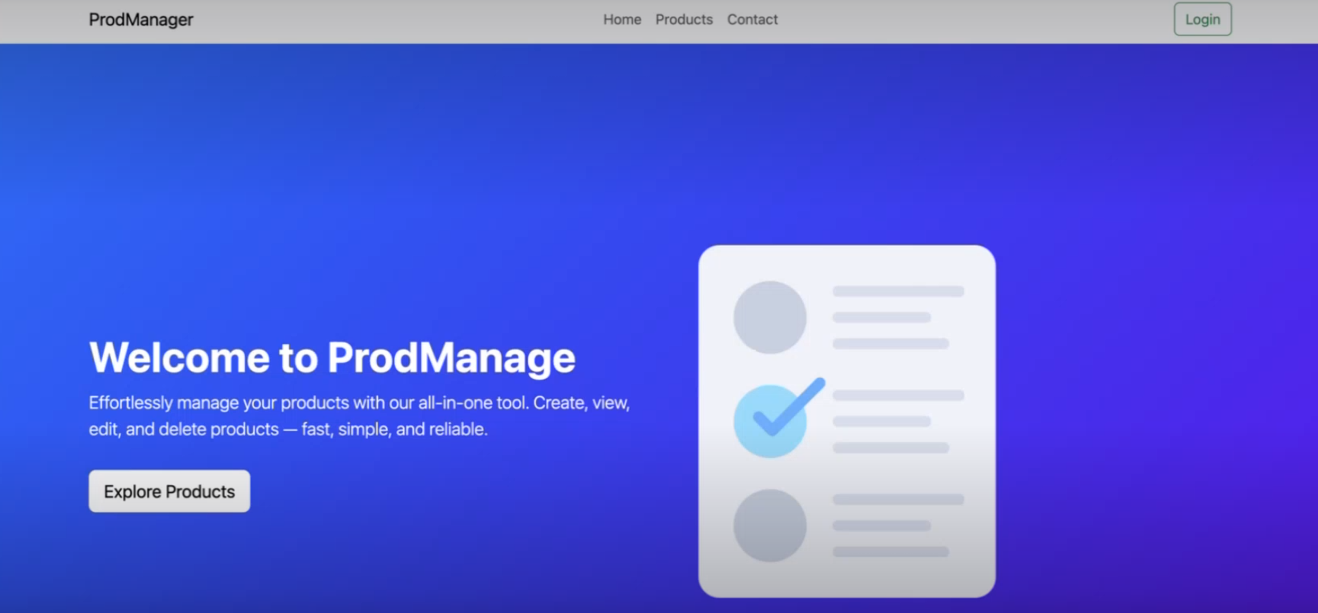 ProdManager
Home Products Contact
Login
Welcome to ProdManage
Effortlessly manage your products with our all-in-one tool. Create, view,
edit, and delete products — fast, simple, and reliable.
Explore Products